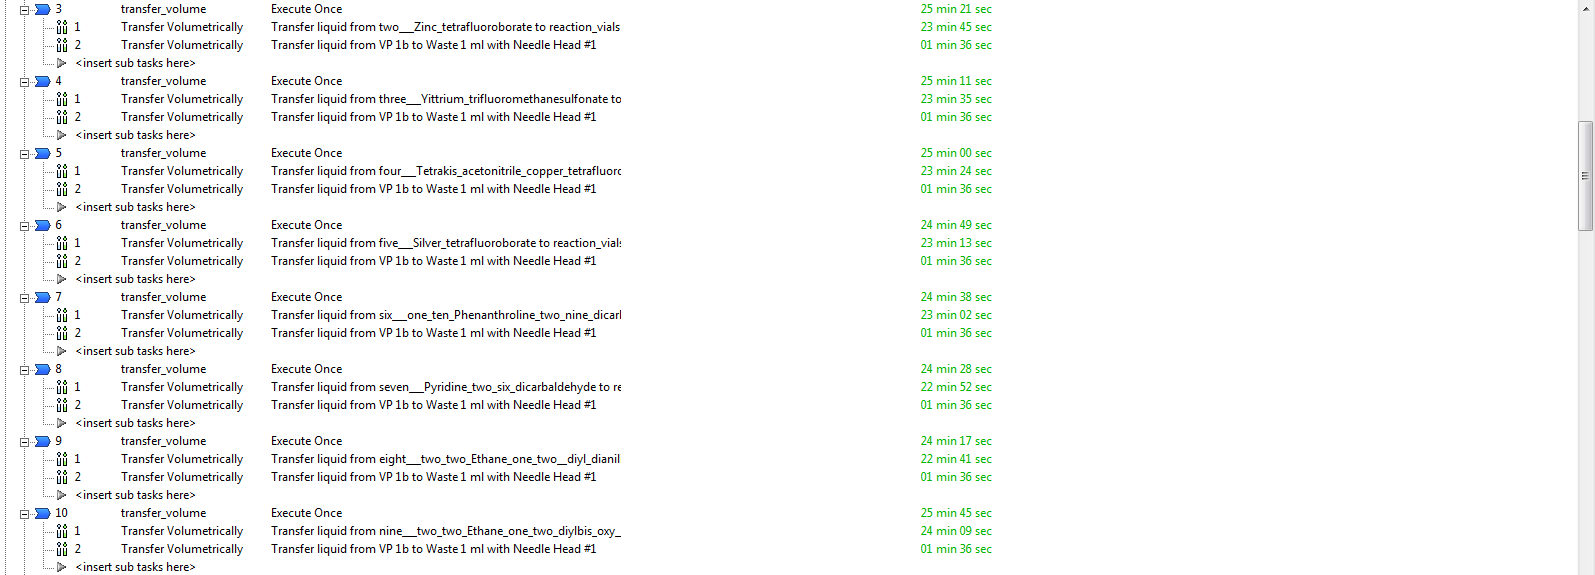 3 transfer_volume Execute Once 25 min 21 sec
1 Transfer Volumetrically Transfer liquid from two___Zinc_tetrafluoroborate to reaction_vials 23 min 45 sec
2 Transfer Volumetrically Transfer liquid from VP 1b to Waste 1 ml with Needle Head #1 01 min 36 sec
<insert sub tasks here>
4 transfer_volume Execute Once 25 min 11 sec
1 Transfer Volumetrically Transfer liquid from three___Yittrium_trifluoromethanesulfonate to 23 min 35 sec
2 Transfer Volumetrically Transfer liquid from VP 1b to Waste 1 ml with Needle Head #1 01 min 36 sec
<insert sub tasks here>
5 transfer_volume Execute Once 25 min 00 sec
1 Transfer Volumetrically Transfer liquid from four___Tetrakis_acetonitrile_copper_tetrafluoro 23 min 24 sec
2 Transfer Volumetrically Transfer liquid from VP 1b to Waste 1 ml with Needle Head #1 01 min 36 sec
<insert sub tasks here>
6 transfer_volume Execute Once 24 min 49 sec
1 Transfer Volumetrically Transfer liquid from five___Silver_tetrafluoroborate to reaction_vials 23 min 13 sec
2 Transfer Volumetrically Transfer liquid from VP 1b to Waste 1 ml with Needle Head #1 01 min 36 sec
<insert sub tasks here>
7 transfer_volume Execute Once 24 min 38 sec
1 Transfer Volumetrically Transfer liquid from six___one_ten_Phenanthroline_two_nine_dicarl 23 min 02 sec
2 Transfer Volumetrically Transfer liquid from VP 1b to Waste 1 ml with Needle Head #1 01 min 36 sec
<insert sub tasks here>
8 transfer_volume Execute Once 24 min 28 sec
1 Transfer Volumetrically Transfer liquid from seven___Pyridine_two_six_dicarbaldehyde to re 22 min 52 sec
2 Transfer Volumetrically Transfer liquid from VP 1b to Waste 1 ml with Needle Head #1 01 min 36 sec
<insert sub tasks here>
9 transfer_volume Execute Once 24 min 17 sec
1 Transfer Volumetrically Transfer liquid from eight___two_two_Ethane_one_two__diyl_dianil 22 min 41 sec
2 Transfer Volumetrically Transfer liquid from VP 1b to Waste 1 ml with Needle Head #1 01 min 36 sec
<insert sub tasks here>
10 transfer_volume Execute Once 25 min 45 sec
1 Transfer Volumetrically Transfer liquid from nine___two_two_Ethane_one_two_diylbis_oxy_ 24 min 09 sec
2 Transfer Volumetrically Transfer liquid from VP 1b to Waste 1 ml with Needle Head #1 01 min 36 sec
<insert sub tasks here>